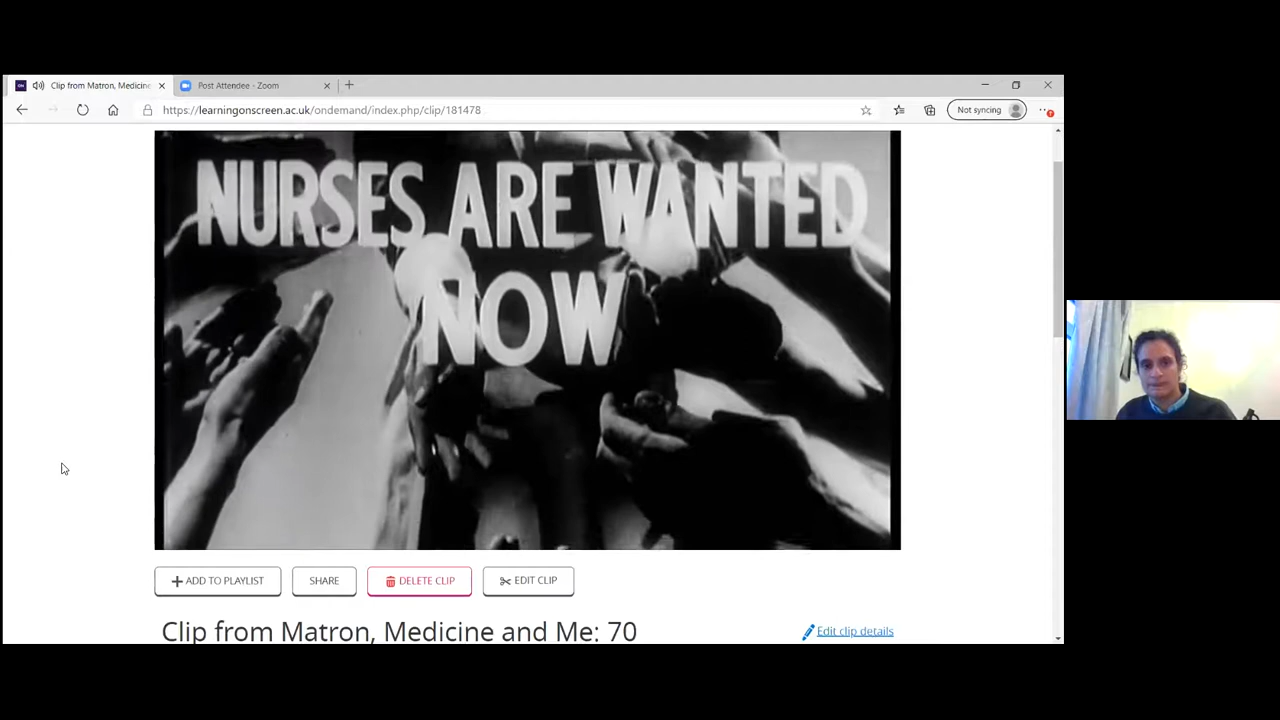 Clip from Matron, Medicine
Post Attendee - Zoom
https://learningonscreen.ac.uk/ondemand/index.php/clip/181478
Not syncing
NURSES ARE WANTED
NOW
ADD TO PLAYLIST
SHARE
DELETE CLIP
EDIT CLIP
Clip from Matron, Medicine and Me: 70
Edit clip details